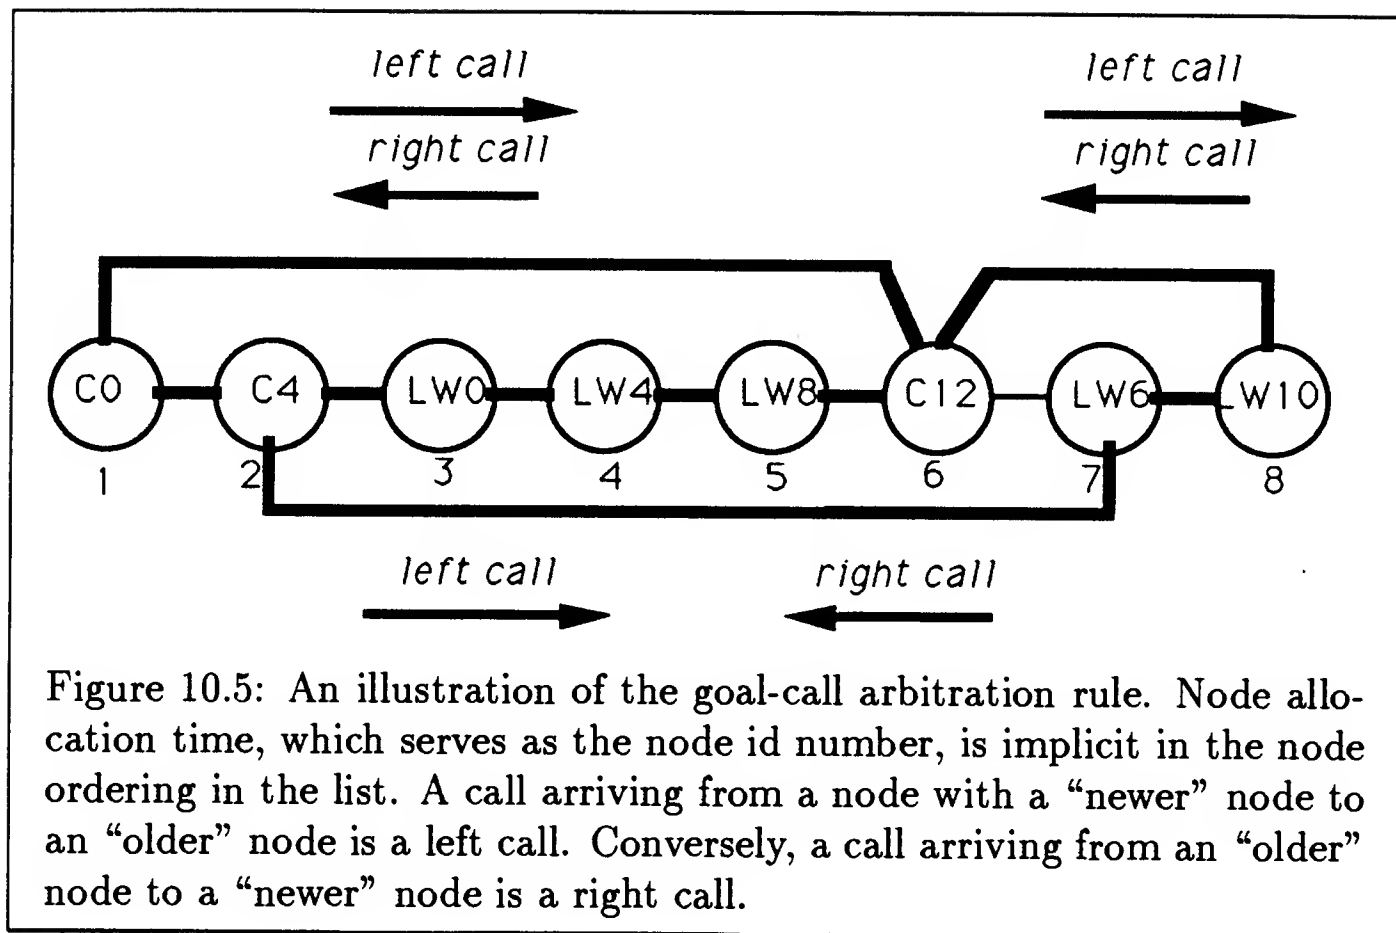 left call
left call
right call
right call
C0 C4 LW0 LW4 LW8 C12 LW6 LW10
1 2 3 4 5 6 7 8
left call
right call
Figure 10.5: An illustration of the goal-call arbitration rule. Node allo-
cation time, which serves as the node id number, is implicit in the node
ordering in the list. A call arriving from a node with a “newer” node to
an “older” node is a left call. Conversely, a call arriving from an “older”
node to a “newer” node is a right call.